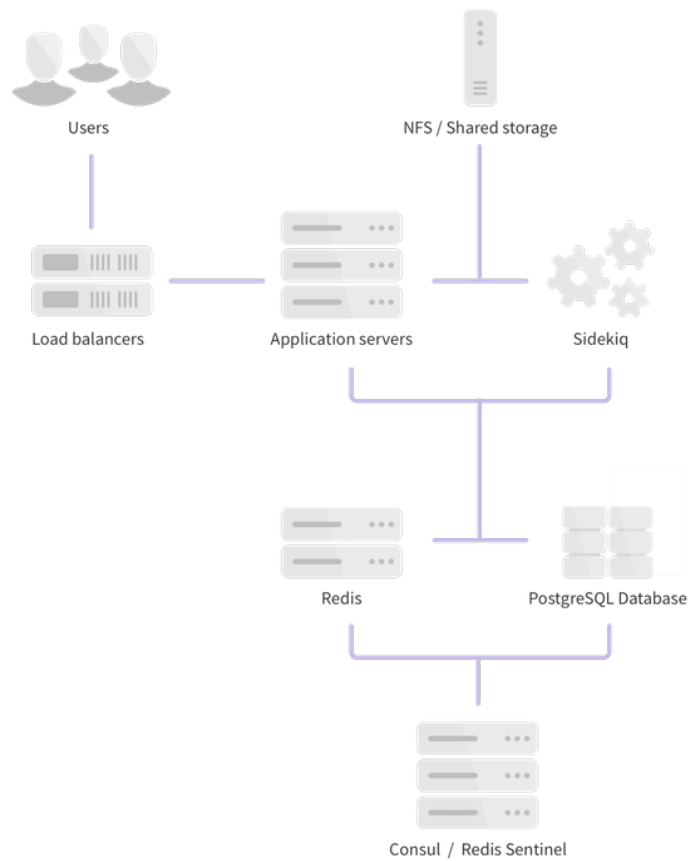 Users
NFS / Shared storage
Load balancers
Application servers
Sidekiq
Redis
PostgreSQL Database
Consul / Redis Sentinel